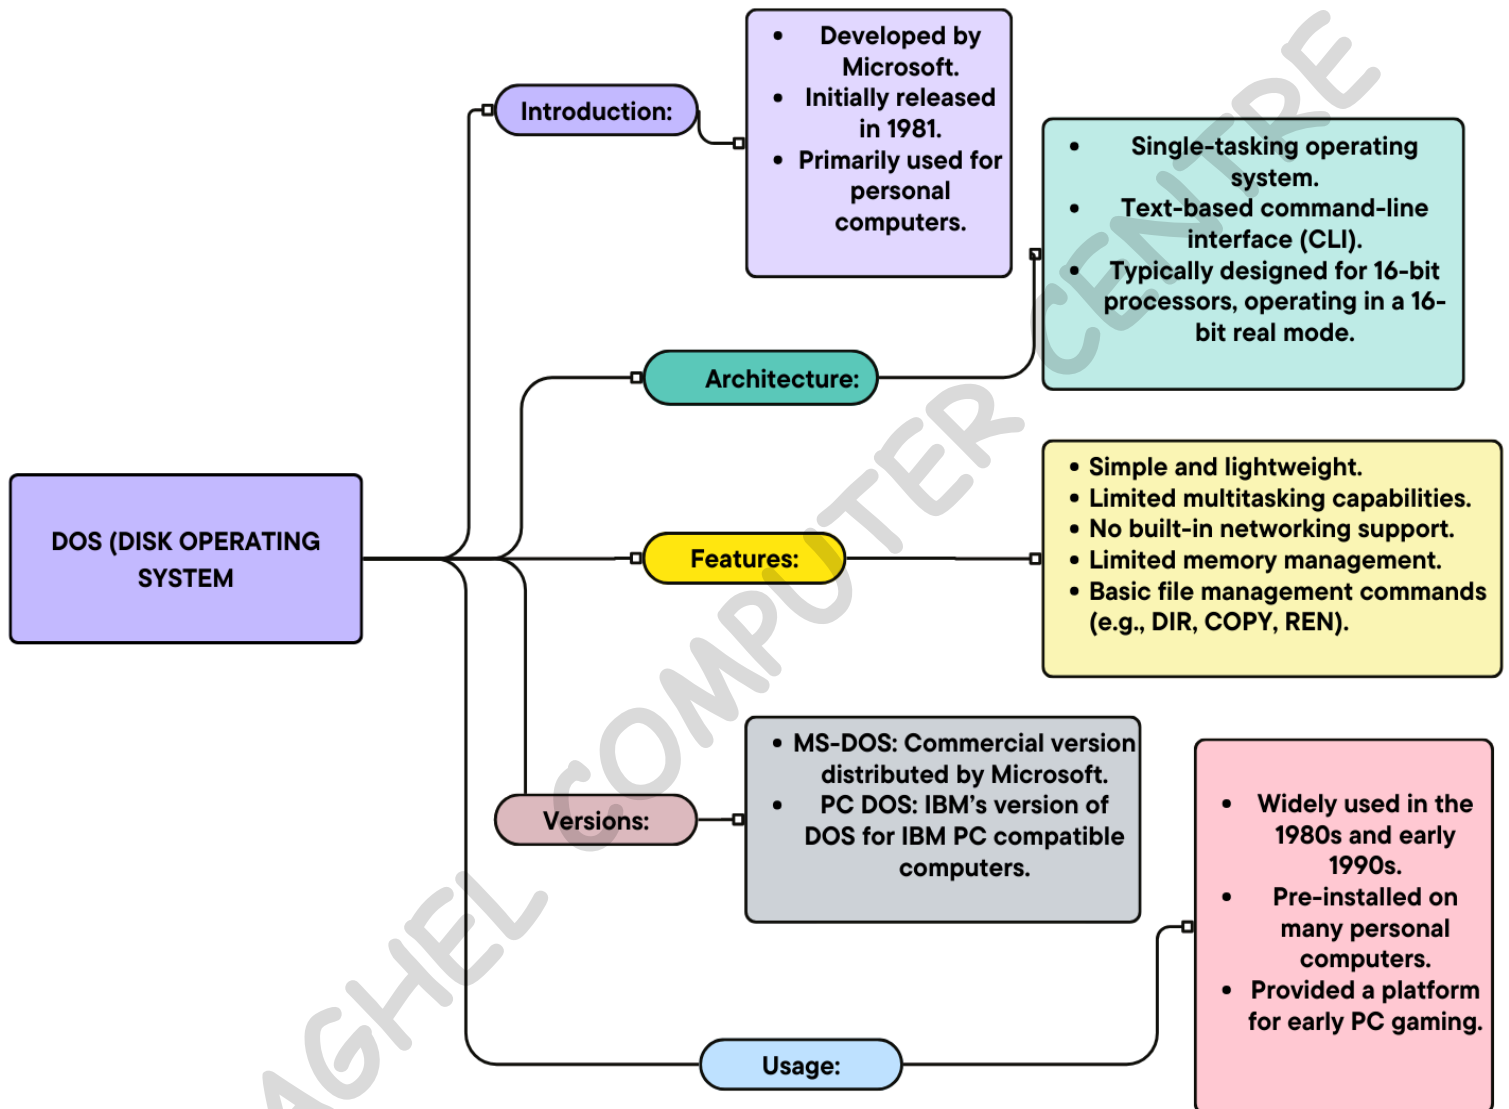 DOS (DISK OPERATING
SYSTEM
Introduction:
• Developed by
Microsoft.
• Initially released
in 1981.
• Primarily used for
personal
computers.
Architecture:
• Single-tasking operating
system.
• Text-based command-line
interface (CLI).
• Typically designed for 16-bit
processors, operating in a 16-
bit real mode.
Features:
• Simple and lightweight.
• Limited multitasking capabilities.
• No built-in networking support.
• Limited memory management.
• Basic file management commands
(e.g., DIR, COPY, REN).
Versions:
• MS-DOS: Commercial version
distributed by Microsoft.
• PC DOS: IBM’s version of
DOS for IBM PC compatible
computers.
Usage:
• Widely used in the
1980s and early
1990s.
• Pre-installed on
many personal
computers.
• Provided a platform
for early PC gaming.
AGHEL COMPUTER CENTRE